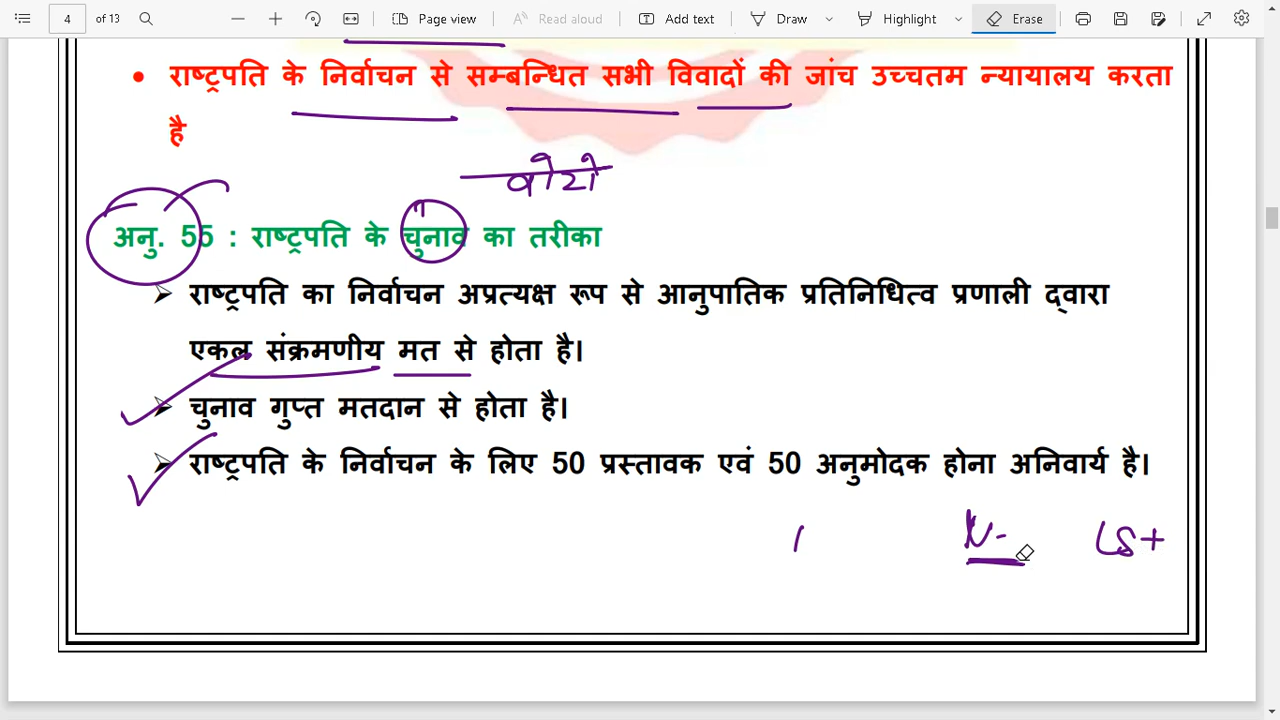 4 of 13 Page view Read aloud Add text Draw Highlight Erase
• राष्ट्रपति के निर्वाचन से सम्बन्धित सभी विवादों की जांच उच्चतम न्यायालय करता
है
अनु. 55 : राष्ट्रपति के चुनाव का तरीका
➢ राष्ट्रपति का निर्वाचन अप्रत्यक्ष रूप से आनुपातिक प्रतिनिधित्व प्रणाली द्वारा
एकल संक्रमणीय मत से होता है।
➢ चुनाव गुप्त मतदान से होता है।
➢ राष्ट्रपति के निर्वाचन के लिए 50 प्रस्तावक एवं 50 अनुमोदक होना अनिवार्य है।
LS+